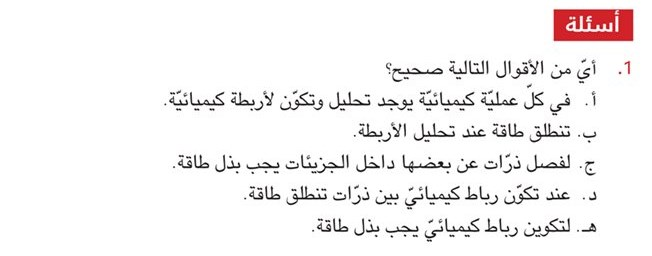 أسئلة
1. أيّ من الأقوال التالية صحيح؟
أ. في كلّ عمليّة كيميائيّة يوجد تحليل وتكوّن لأربطة كيميائيّة.
ب. تنطلق طاقة عند تحليل الأربطة.
ج. لفصل ذرّات عن بعضها داخل الجزيئات يجب بذل طاقة.
د. عند تكوّن رباط كيميائيّ بين ذرّات تنطلق طاقة.
هـ. لتكوين رباط كيميائيّ يجب بذل طاقة.